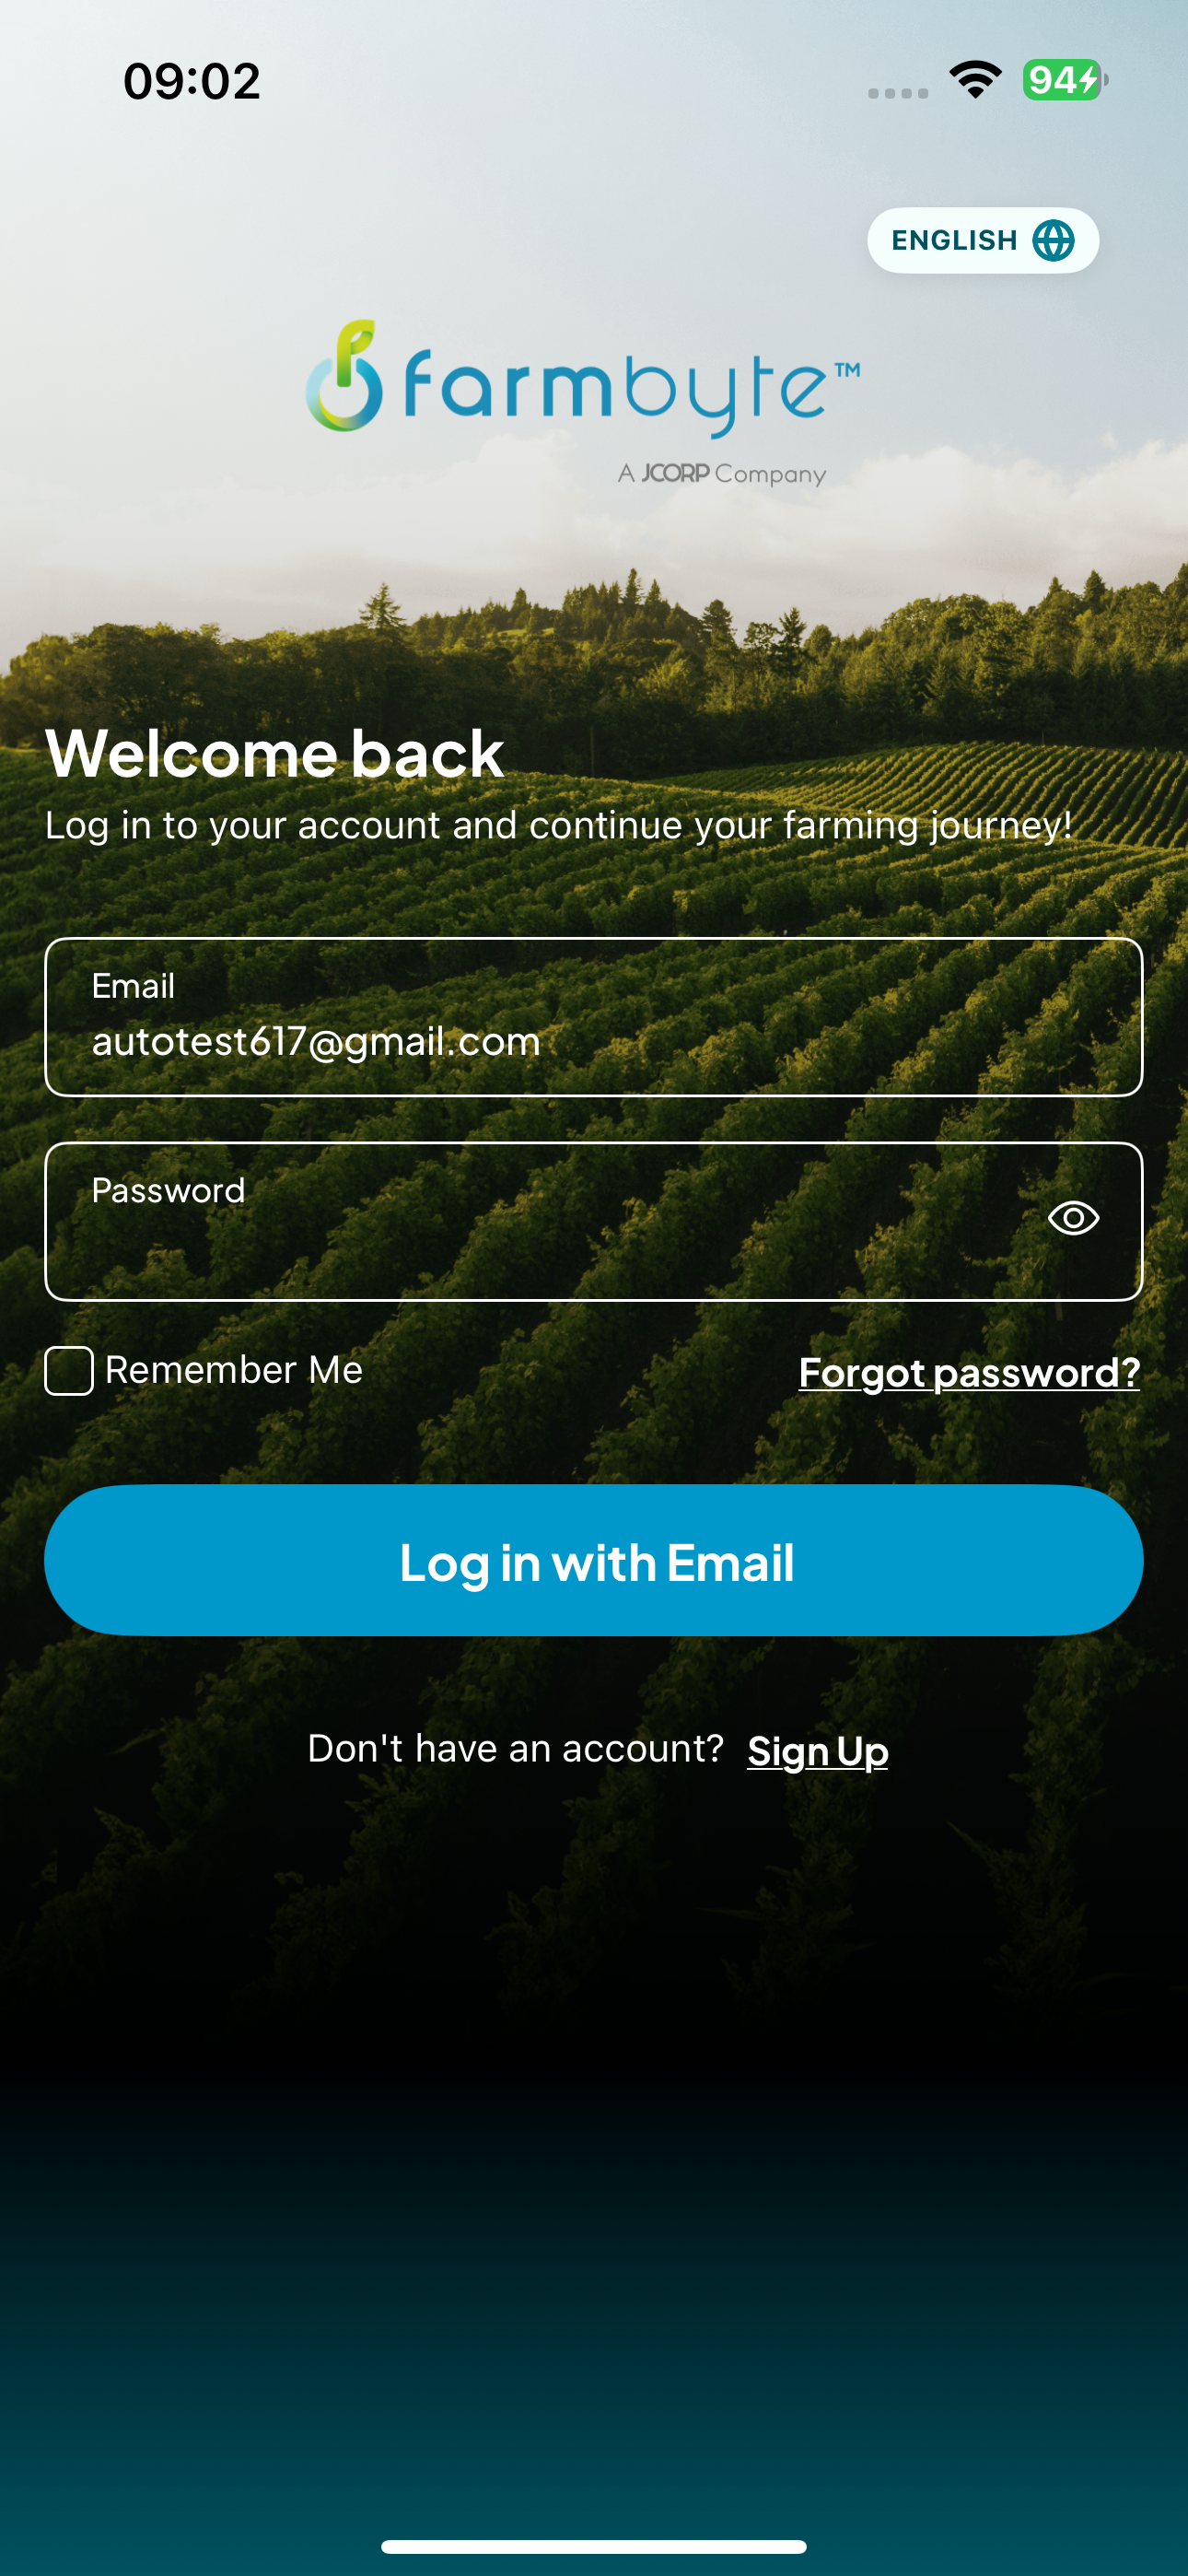 09:02
94
ENGLISH
farmbyte™
A JCORP Company
Welcome back
Log in to your account and continue your farming journey!
Email
autotest617@gmail.com
Password
Remember Me
Forgot password?
Log in with Email
Don't have an account? Sign Up